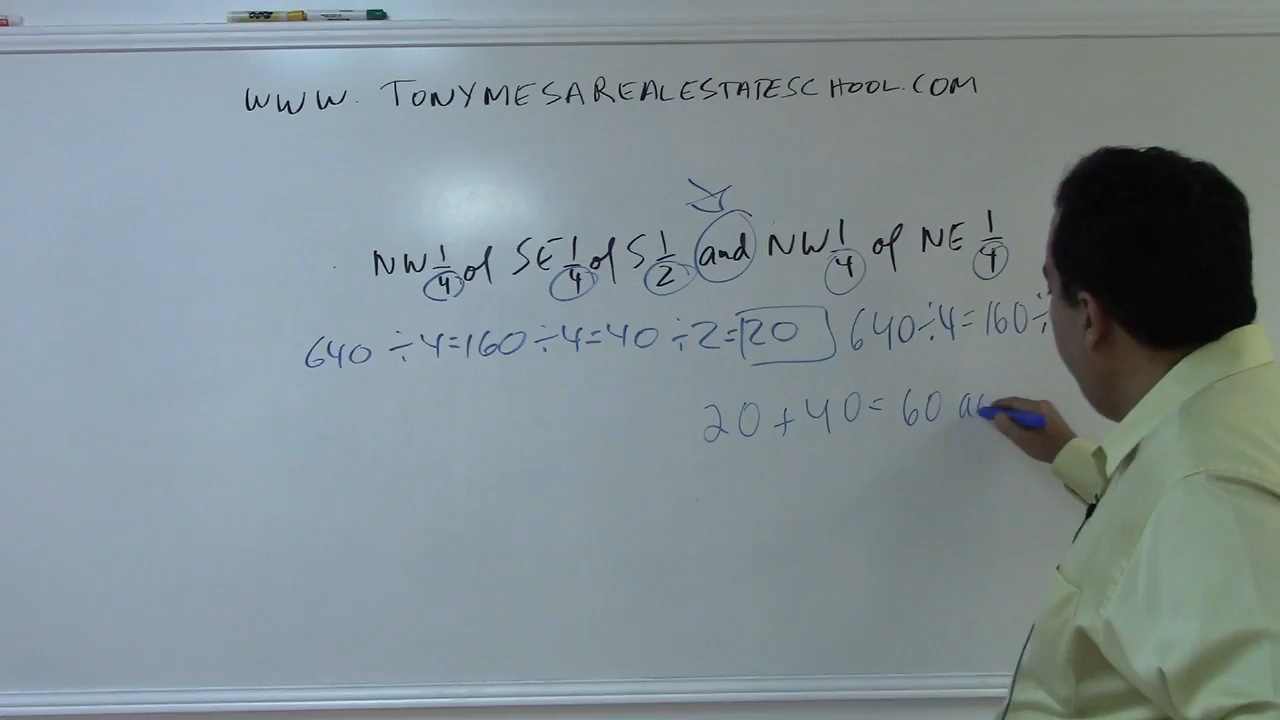 WWW. TONYMESAREALESTATESCHOOL.COM
NW 1/4 of SE 1/4 of S 1/2 and NW 1/4 of NE 1/4
640 ÷ 4 = 160 ÷ 4 = 40 ÷ 2 = 20 640 ÷ 4 = 160 ÷
20 + 40 = 60 ac